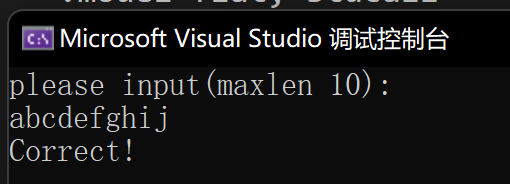 Microsoft Visual Studio 调试控制台
please input(maxlen 10):
abcdefghij
Correct!